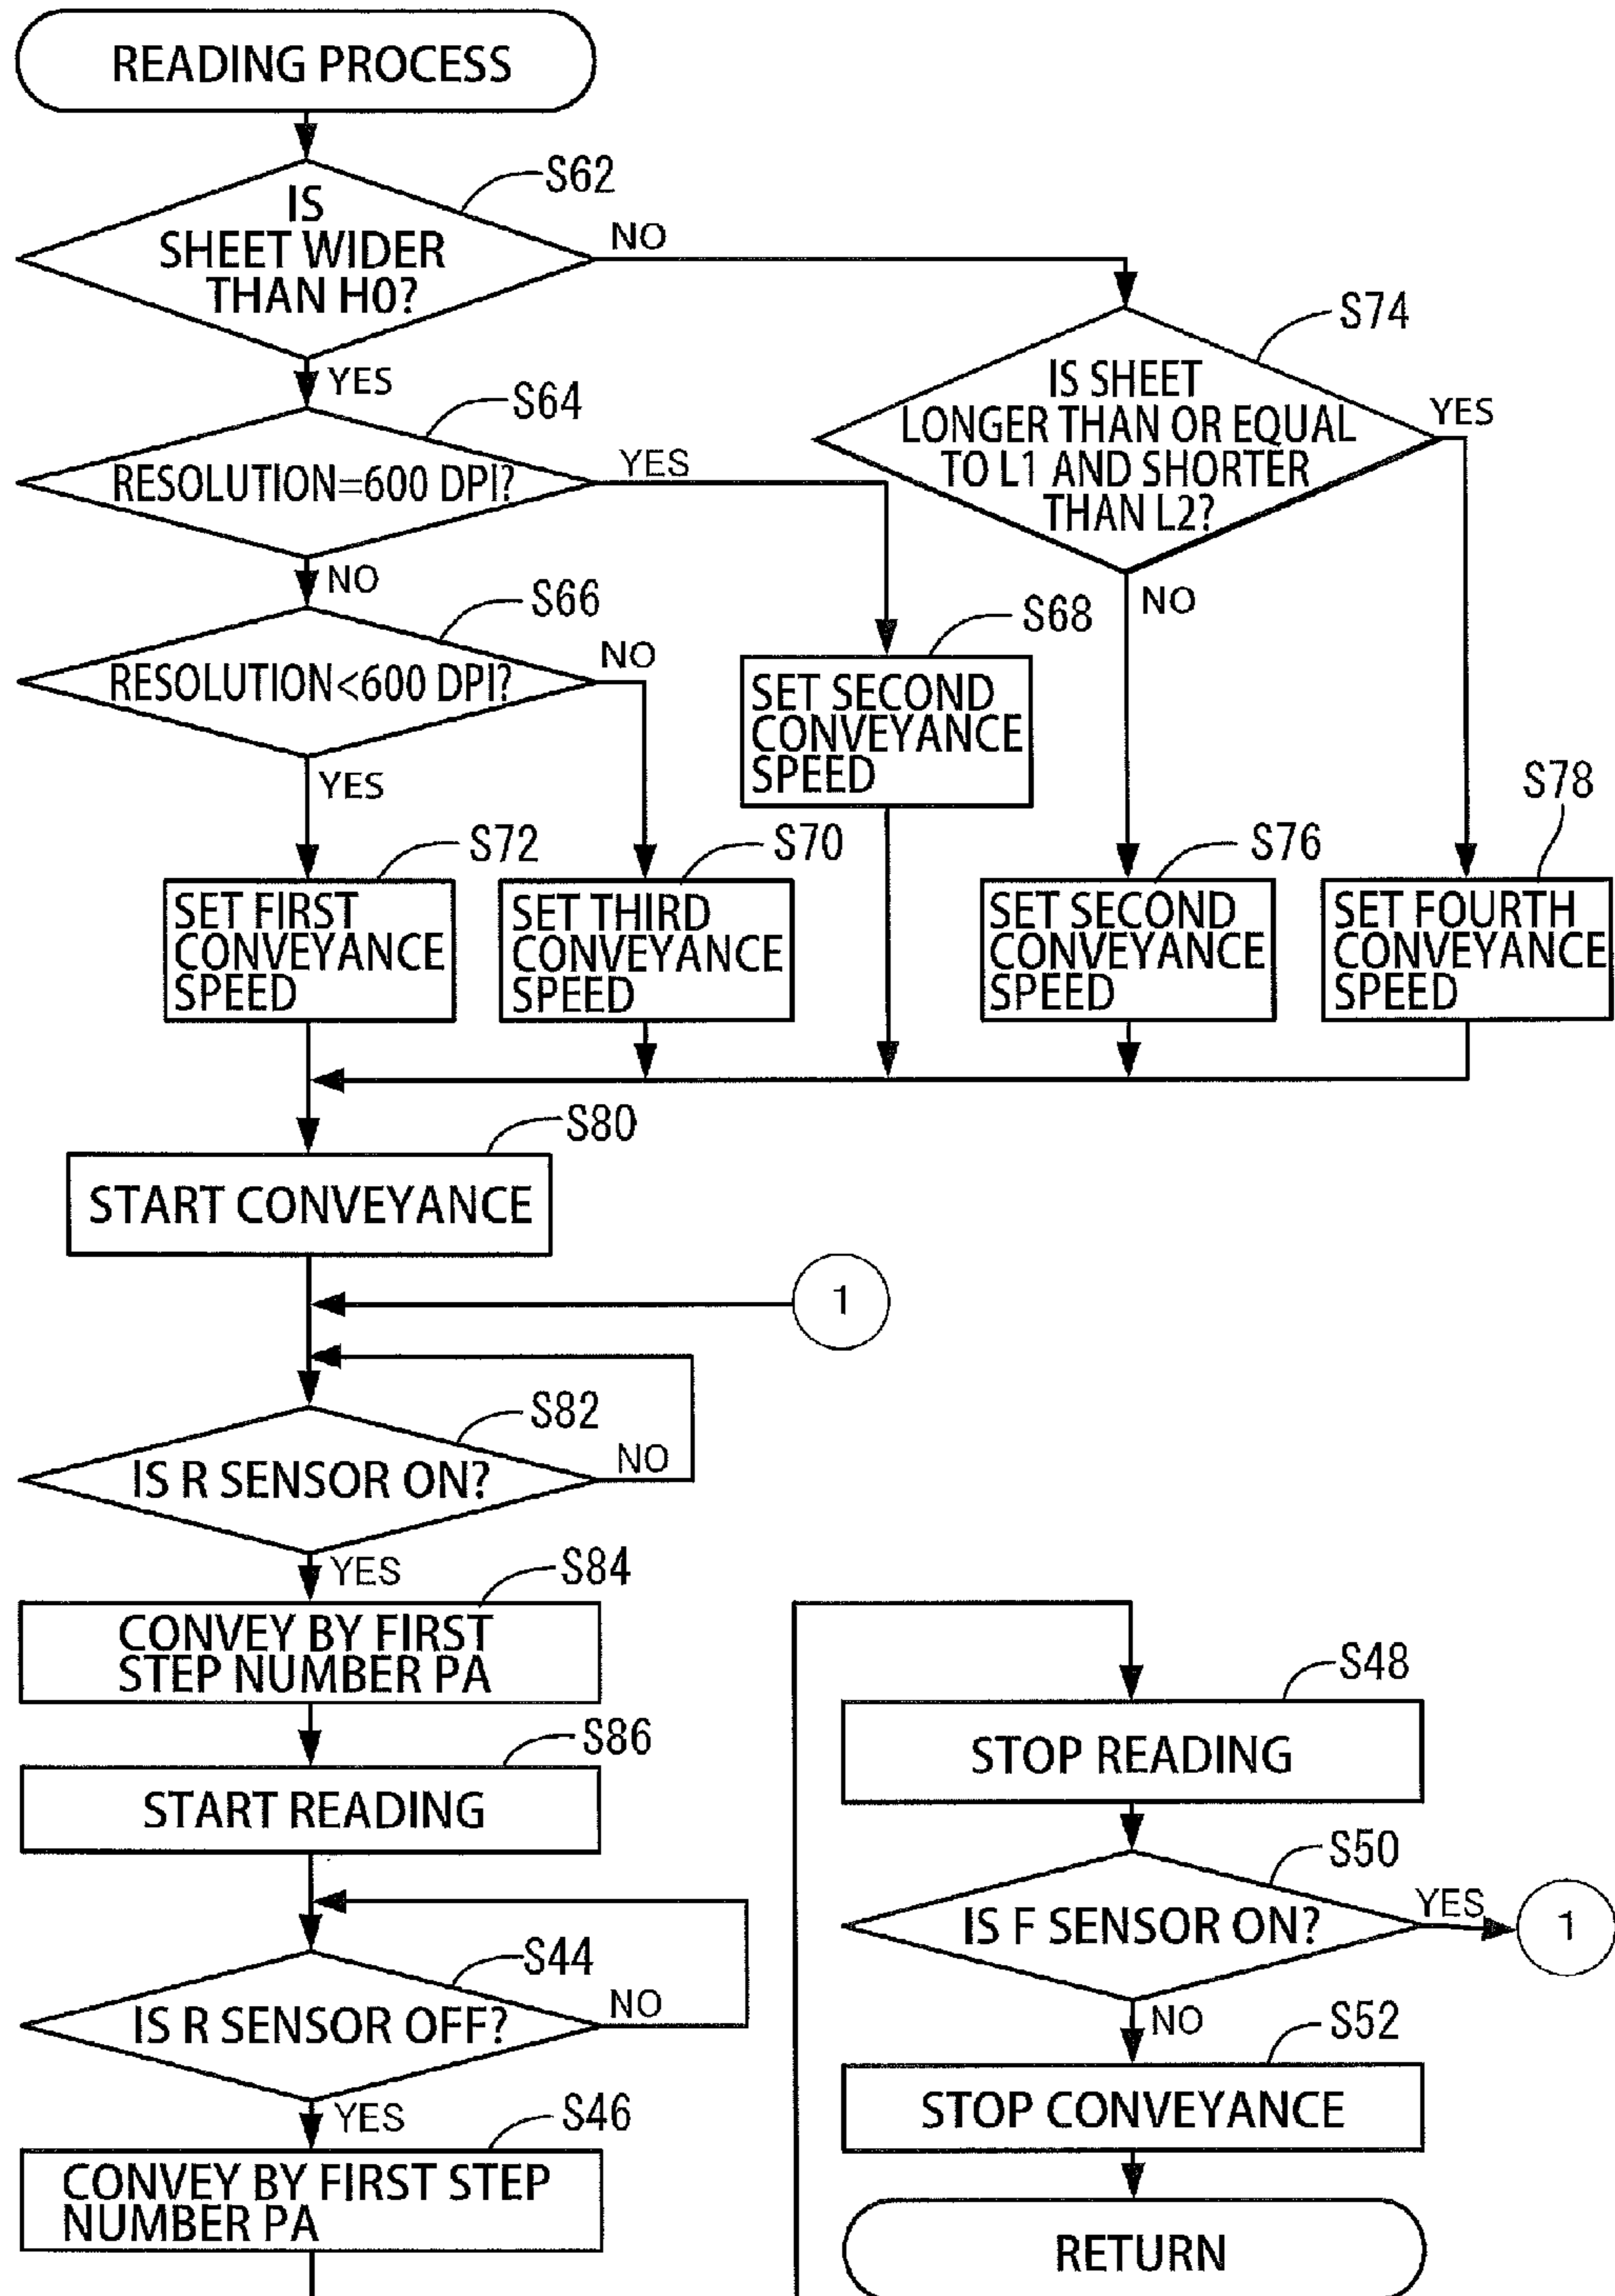 READING PROCESS
S62
IS
SHEET WIDER
THAN H0?
NO
YES
S74
IS SHEET
LONGER THAN OR EQUAL
TO L1 AND SHORTER
THAN L2?
YES
NO
S64
RESOLUTION=600 DPI?
YES
NO
S66
RESOLUTION<600 DPI?
NO
YES
S68
SET SECOND
CONVEYANCE
SPEED
S72
SET FIRST
CONVEYANCE
SPEED
S70
SET THIRD
CONVEYANCE
SPEED
S76
SET SECOND
CONVEYANCE
SPEED
S78
SET FOURTH
CONVEYANCE
SPEED
S80
START CONVEYANCE
1
S82
IS R SENSOR ON?
NO
YES
S84
CONVEY BY FIRST
STEP NUMBER PA
S86
START READING
S44
IS R SENSOR OFF?
NO
YES
S46
CONVEY BY FIRST STEP
NUMBER PA
S48
STOP READING
S50
IS F SENSOR ON?
YES
1
NO
S52
STOP CONVEYANCE
RETURN